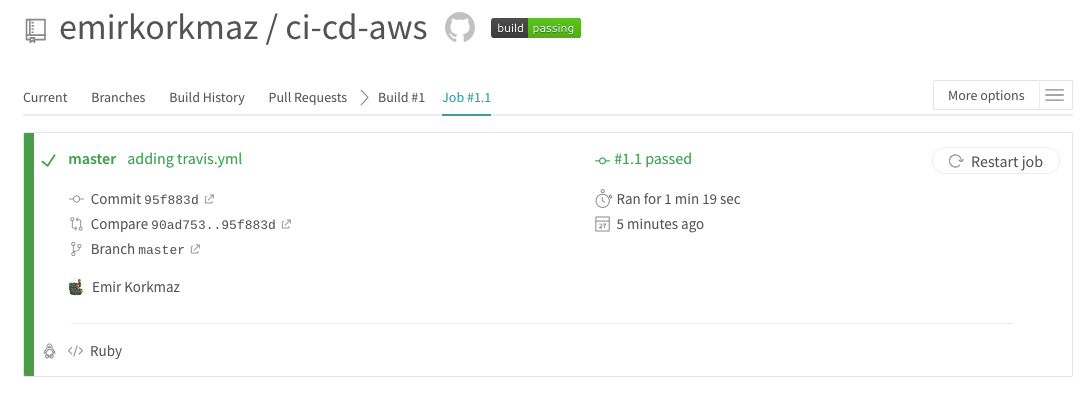 emirkorkmaz / ci-cd-aws build passing
Current Branches Build History Pull Requests Build #1 Job #1.1 More options
master adding travis.yml #1.1 passed Restart job
Commit 95f883d Ran for 1 min 19 sec
Compare 90ad753..95f883d 5 minutes ago
Branch master
Emir Korkmaz
</> Ruby